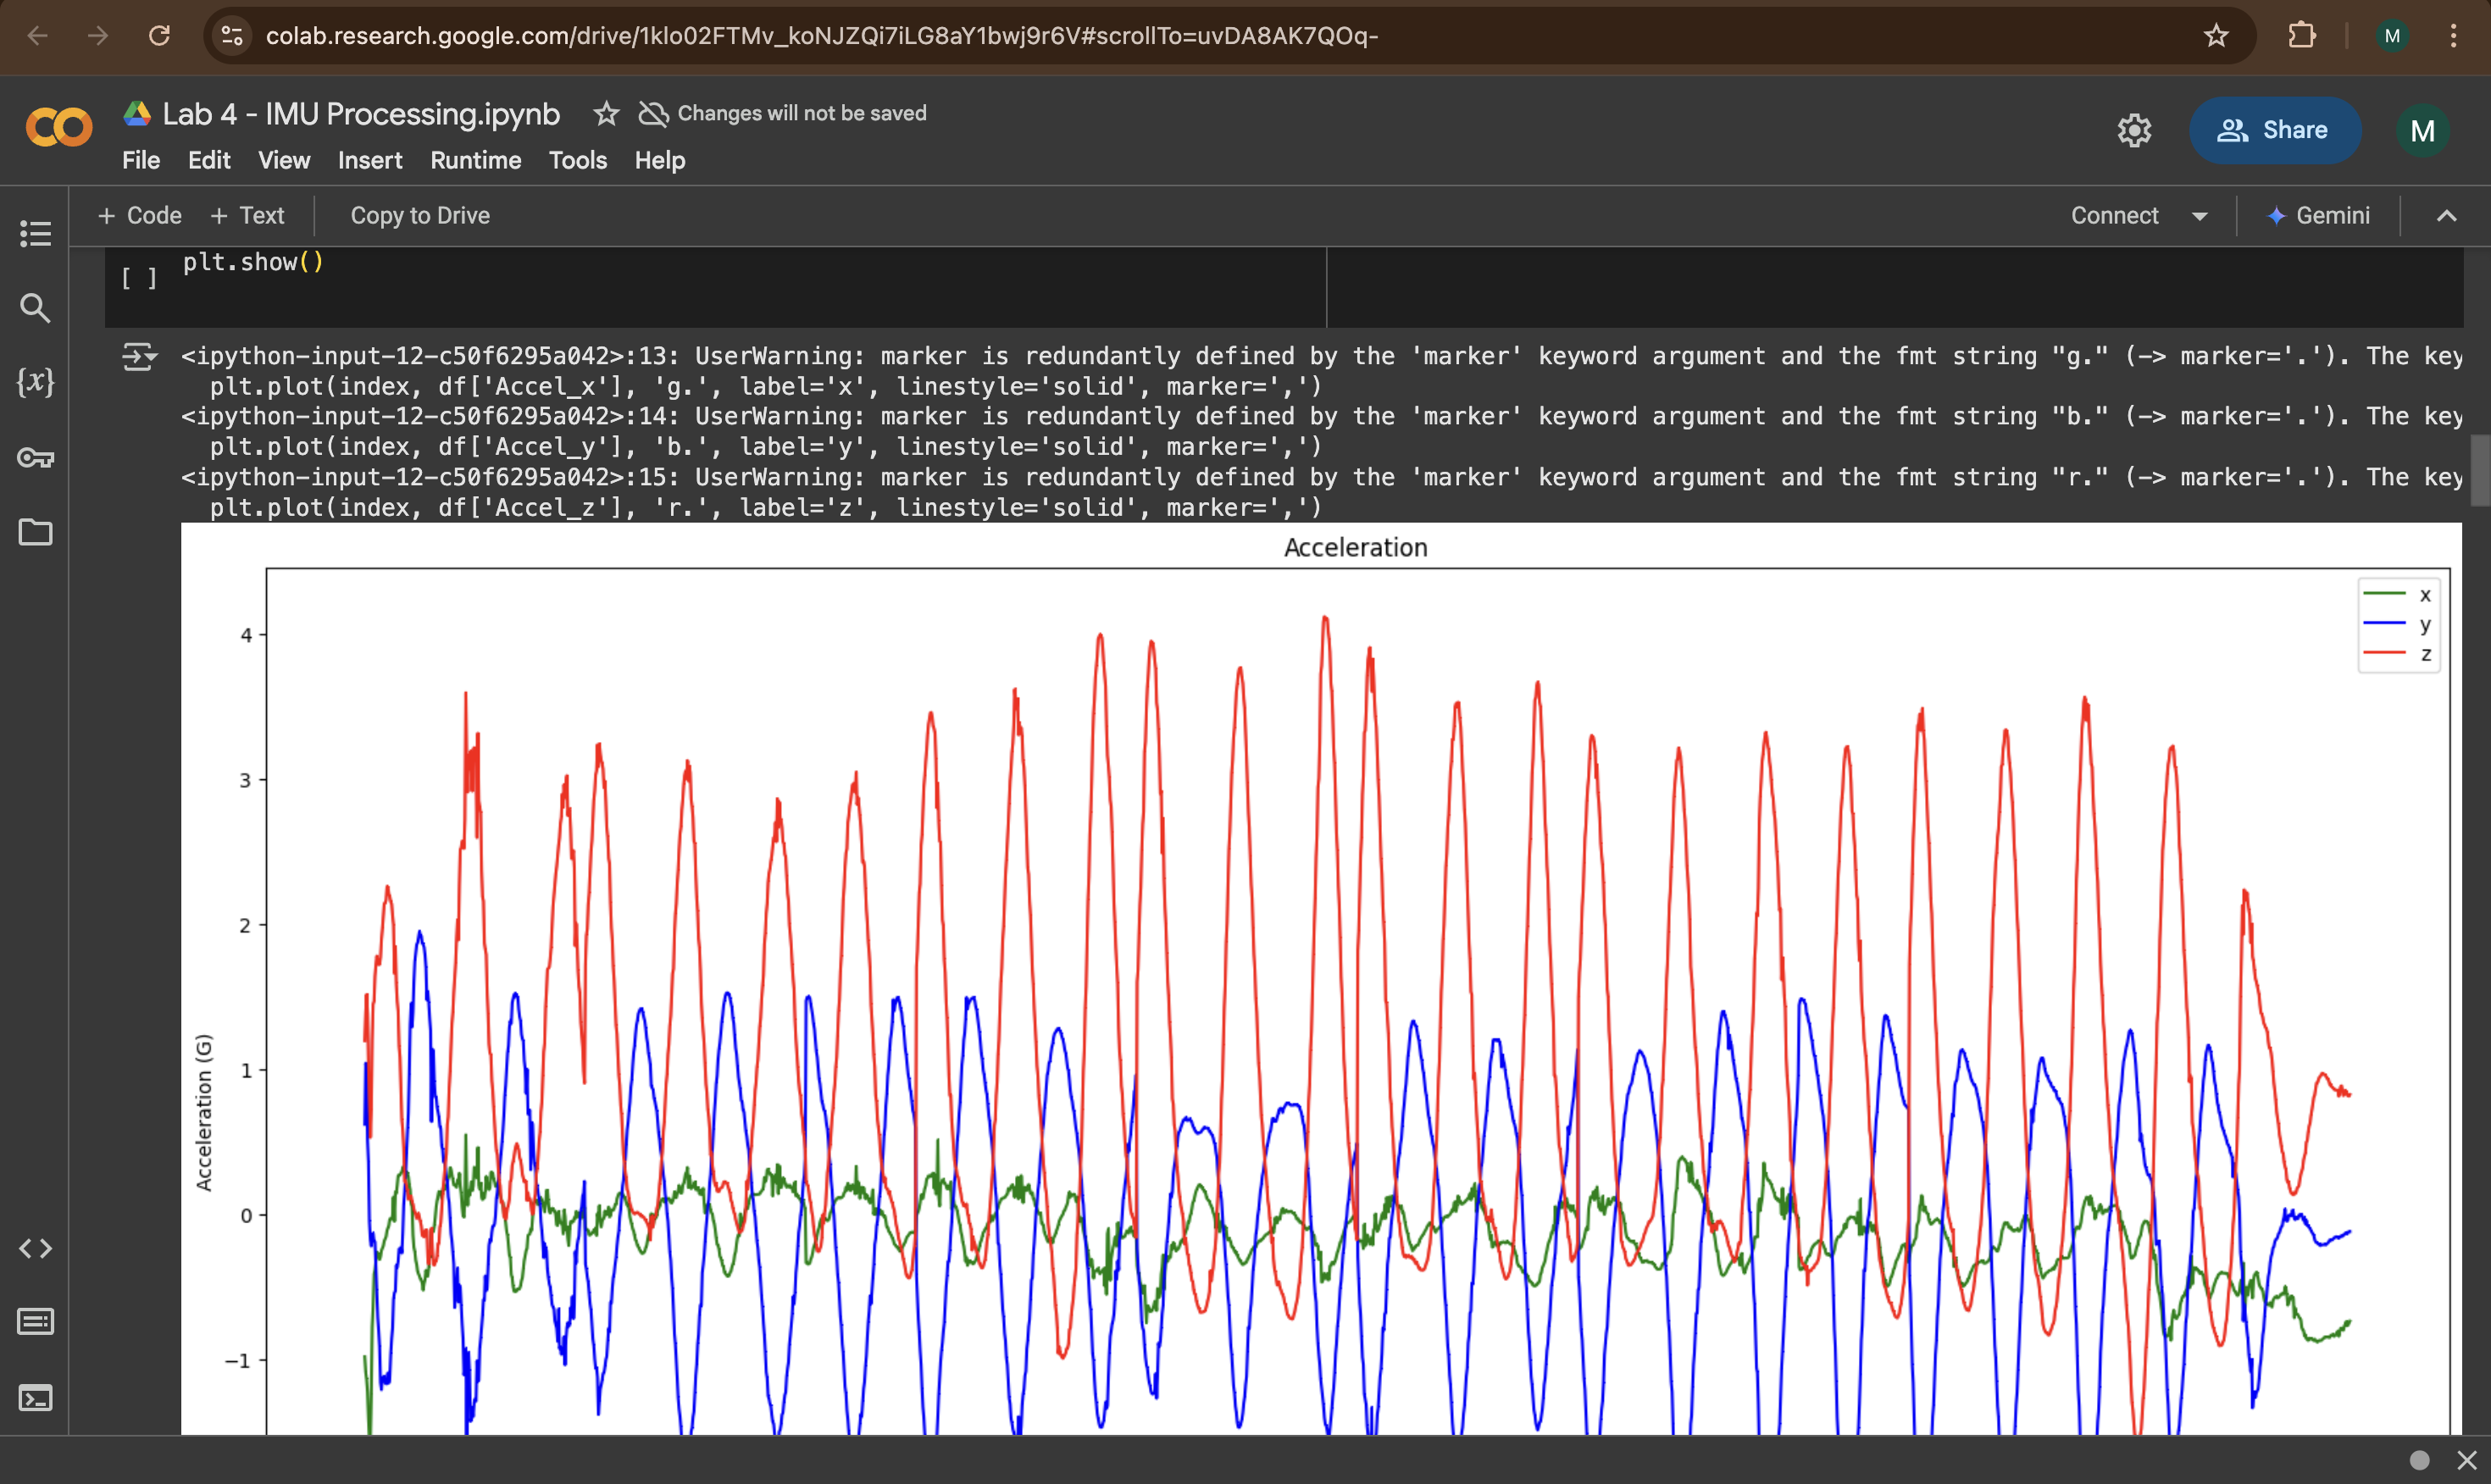 colab.research.google.com/drive/1klo02FTMv_koNJZQi7iLG8aY1bwj9r6V#scrollTo=uvDA8AK7QOq-
M
Lab 4 - IMU Processing.ipynb
Changes will not be saved
File Edit View Insert Runtime Tools Help
Share
M
+ Code + Text Copy to Drive
Connect
Gemini
{x}
plt.show()
[ ]
<ipython-input-12-c50f6295a042>:13: UserWarning: marker is redundantly defined by the 'marker' keyword argument and the fmt string "g." (-> marker='.'). The key
plt.plot(index, df['Accel_x'], 'g.', label='x', linestyle='solid', marker=',')
<ipython-input-12-c50f6295a042>:14: UserWarning: marker is redundantly defined by the 'marker' keyword argument and the fmt string "b." (-> marker='.'). The key
plt.plot(index, df['Accel_y'], 'b.', label='y', linestyle='solid', marker=',')
<ipython-input-12-c50f6295a042>:15: UserWarning: marker is redundantly defined by the 'marker' keyword argument and the fmt string "r." (-> marker='.'). The key
plt.plot(index, df['Accel_z'], 'r.', label='z', linestyle='solid', marker=',')
Acceleration
x
y
z
4
3
2
1
0
−1
Acceleration (G)